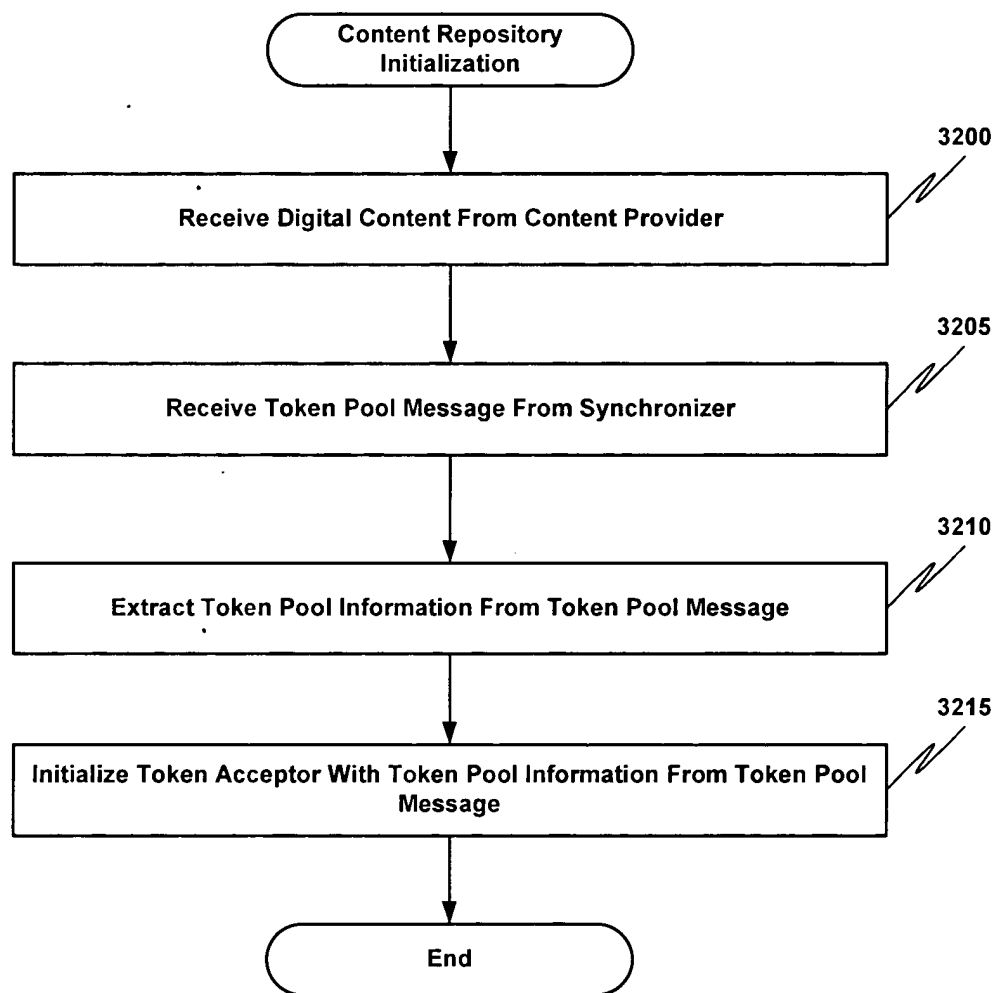 Content Repository
Initialization
3200
Receive Digital Content From Content Provider
3205
Receive Token Pool Message From Synchronizer
3210
Extract Token Pool Information From Token Pool Message
3215
Initialize Token Acceptor With Token Pool Information From Token Pool
Message
End